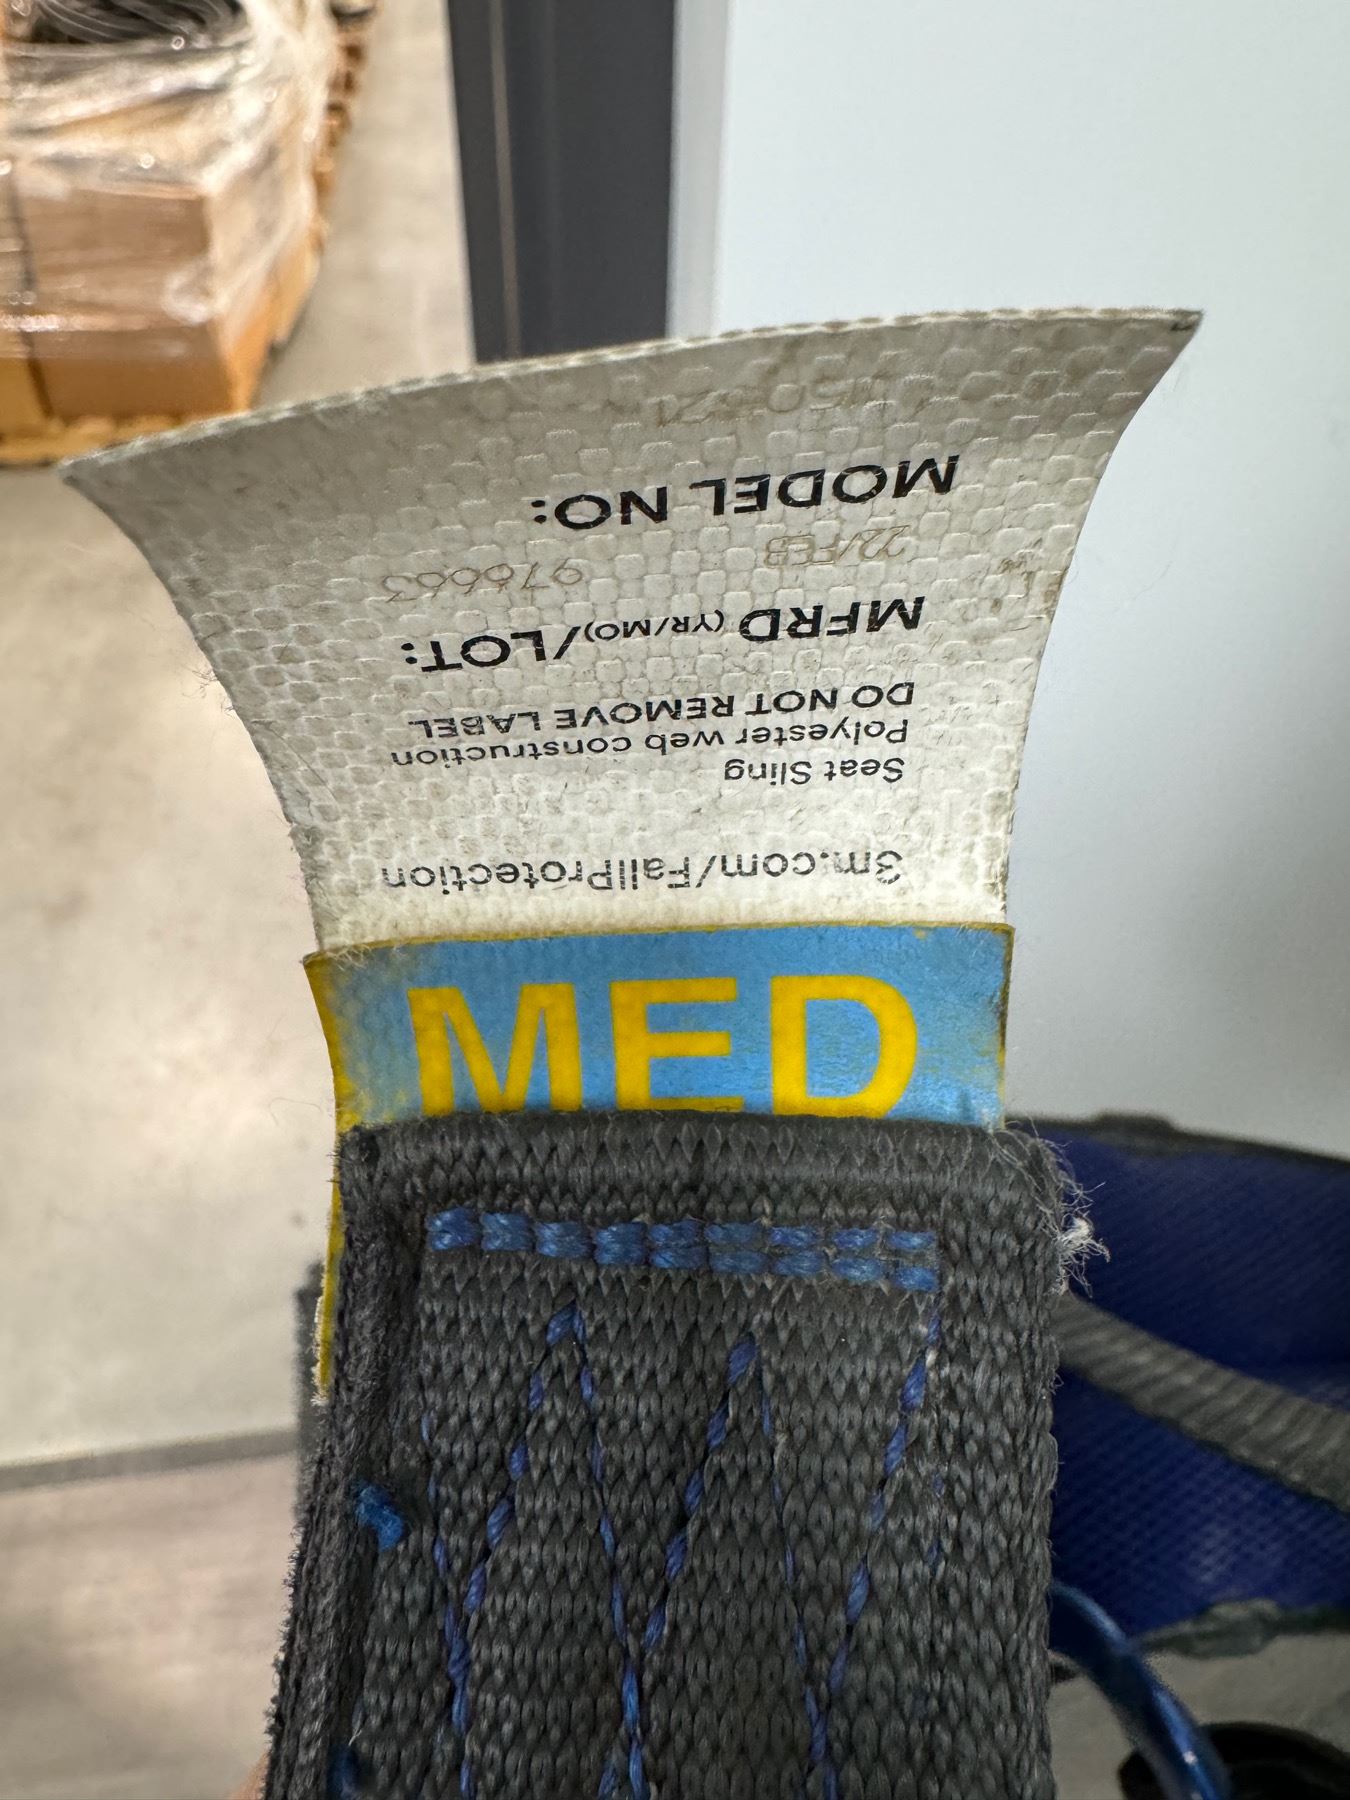 MED
3m.com/FallProtection
Seat Sling
Polyester web construction
DO NOT REMOVE LABEL
MFRD (YR/MO)/LOT:
22/FEB 976663
MODEL NO: